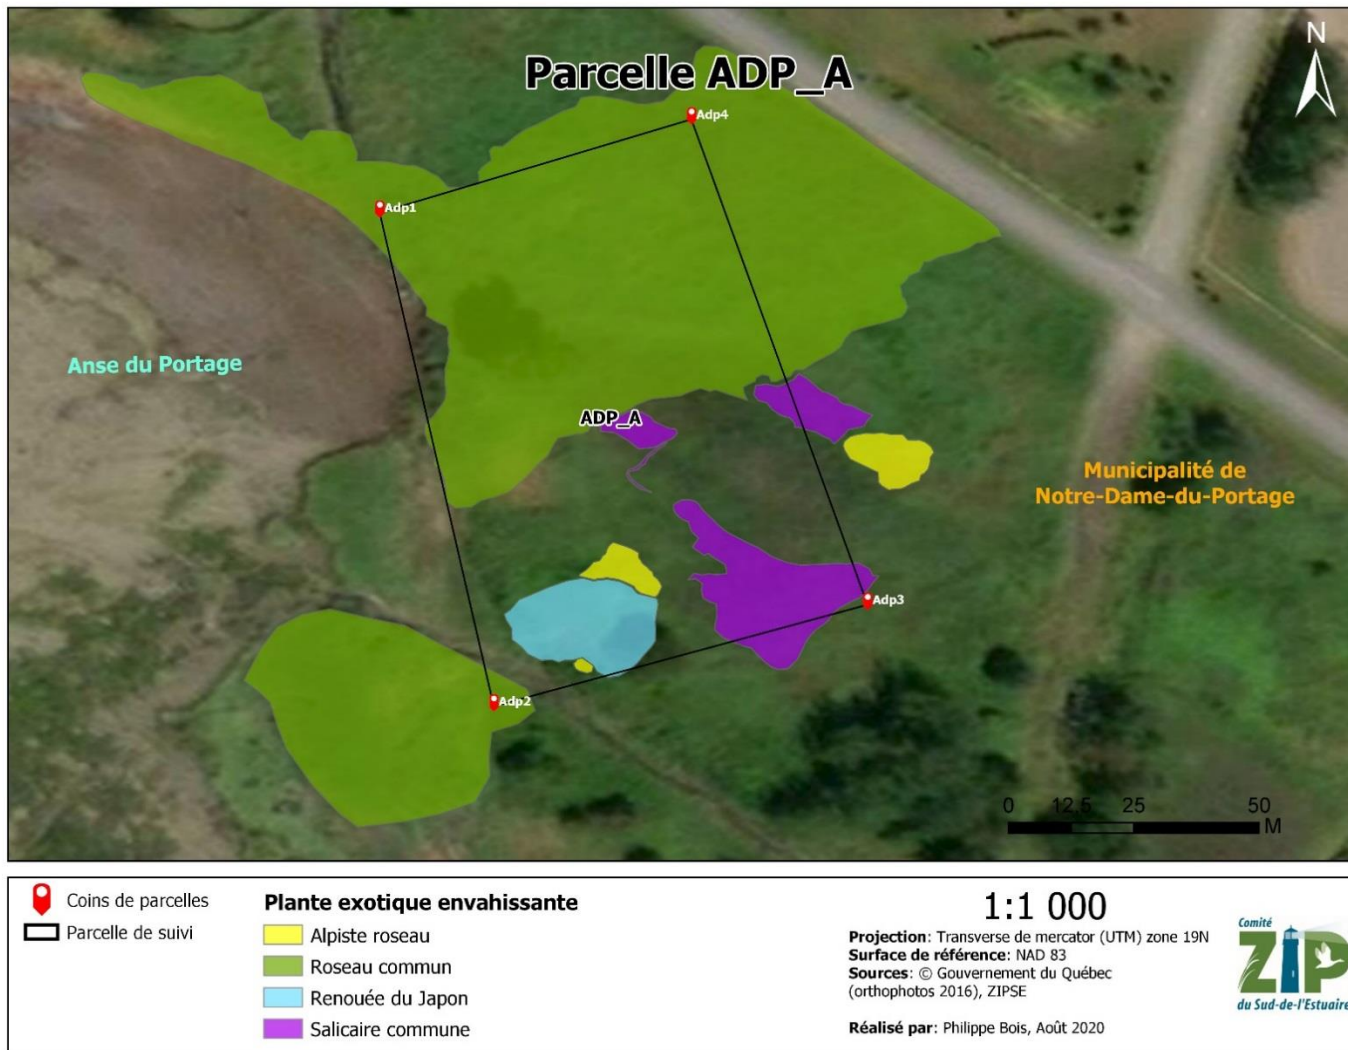 Parcelle ADP_A
N
Adp4
Adp1
Anse du Portage
ADP_A
Municipalité de
Notre-Dame-du-Portage
Adp3
Adp2
0 12,5 25 50
M
Coins de parcelles
Parcelle de suivi
Plante exotique envahissante
Alpiste roseau
Roseau commun
Renouée du Japon
Salicaire commune
1:1 000
Projection: Transverse de mercator (UTM) zone 19N
Surface de référence: NAD 83
Sources: © Gouvernement du Québec
(orthophotos 2016), ZIPSE
Réalisé par: Philippe Bois, Août 2020
Comité
ZIP
du Sud-de-l'Estuaire